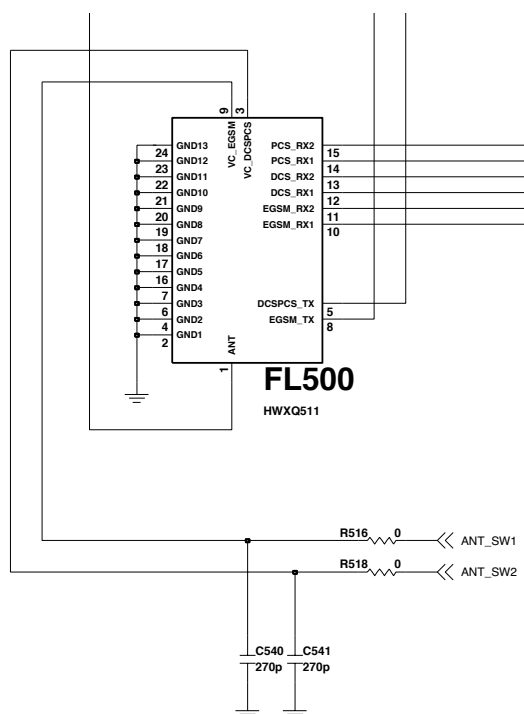 9
3
VC_EGSM
VC_DCSPCS
GND13
24
GND12
23
GND11
22
GND10
21
GND9
20
GND8
19
GND7
18
GND6
17
GND5
16
GND4
7
GND3
6
GND2
4
GND1
2
PCS_RX2
15
PCS_RX1
14
DCS_RX2
13
DCS_RX1
12
EGSM_RX2
11
EGSM_RX1
10
DCSPCS_TX
5
EGSM_TX
8
ANT
1
FL500
HWXQ511
R516 0 ANT_SW1
R518 0 ANT_SW2
C540 C541
270p 270p